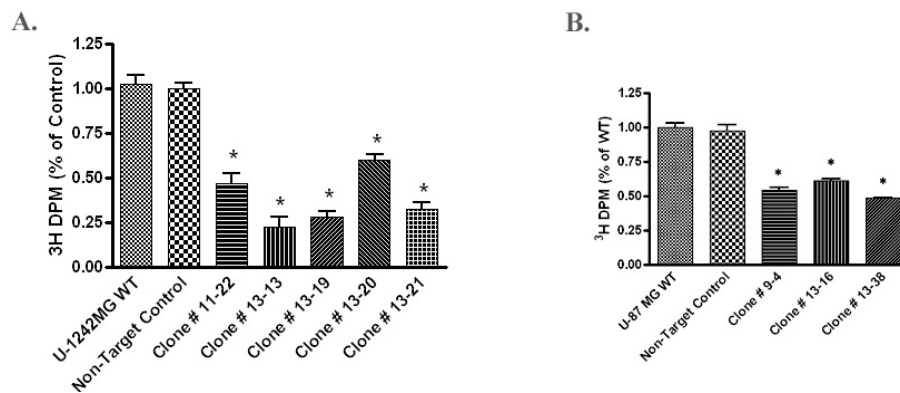 A.
3H DPM (% of Control)
1.25
1.00
0.75
0.50
0.25
0.00
*
*
*
*
*
U-1242MG WT
Non-Target Control
Clone # 11-22
Clone # 13-13
Clone # 13-19
Clone # 13-20
Clone # 13-21
B.
³H DPM (% of WT)
1.25
1.00
0.75
0.50
0.25
0.00
*
*
*
U-87 MG WT
Non-Target Control
Clone # 9-4
Clone # 13-16
Clone # 13-38